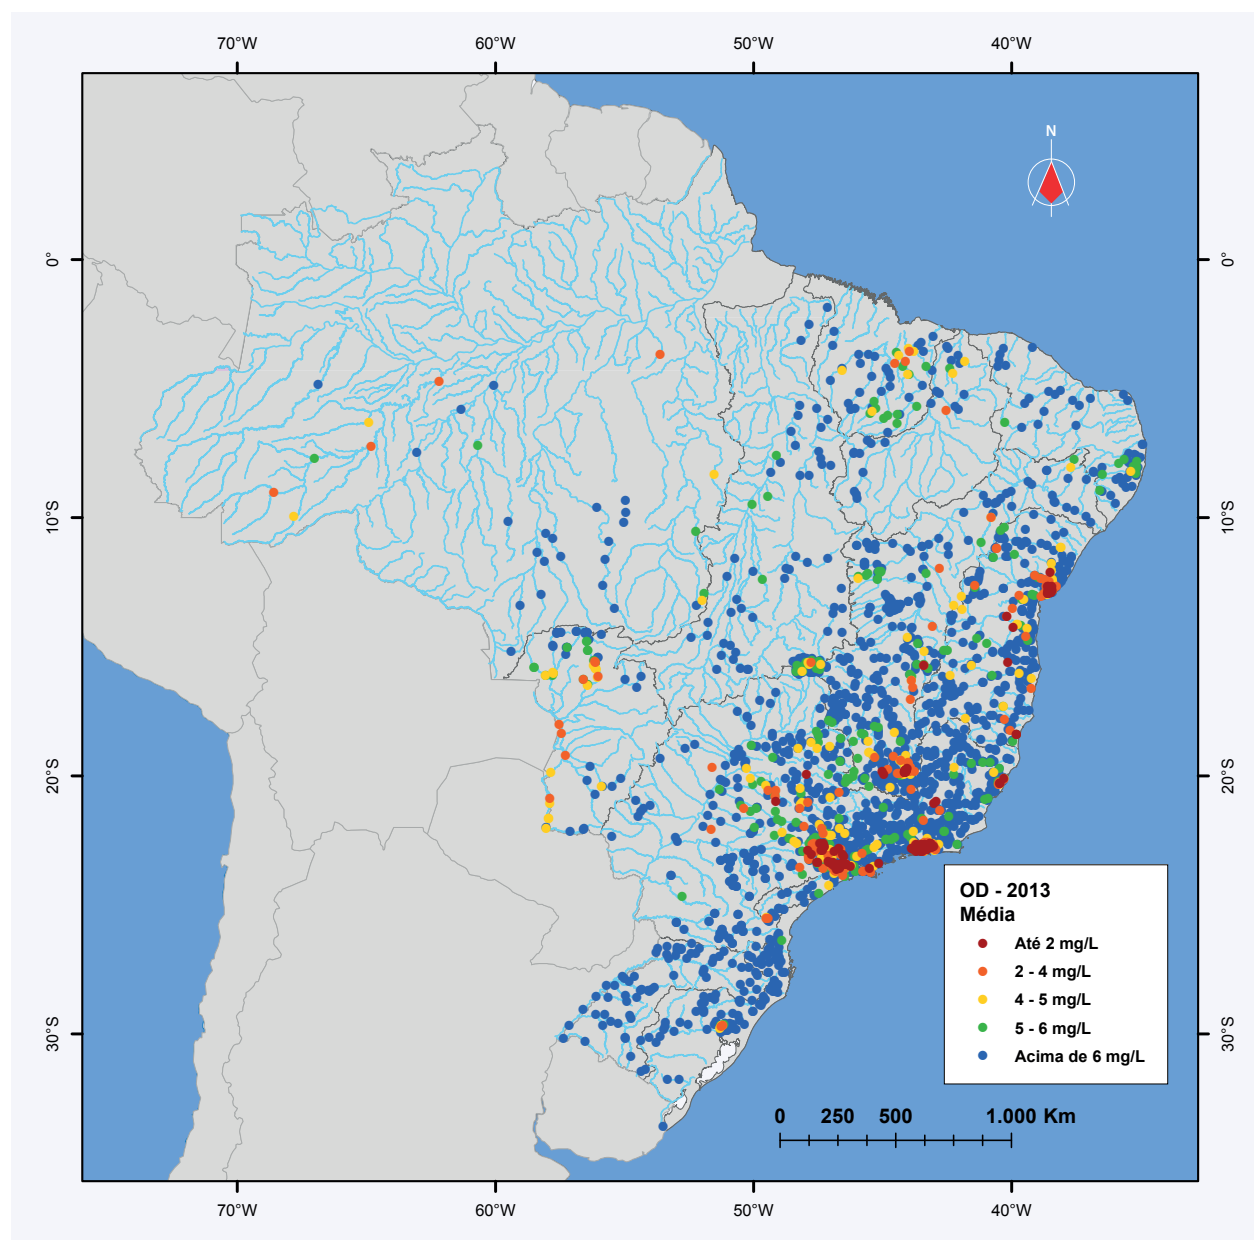 70°W 60°W 50°W 40°W
N
0° 0°
10°S 10°S
20°S 20°S
OD - 2013
Média
Até 2 mg/L
2 - 4 mg/L
4 - 5 mg/L
5 - 6 mg/L
Acima de 6 mg/L
30°S 30°S
0 250 500 1.000 Km
70°W 60°W 50°W 40°W